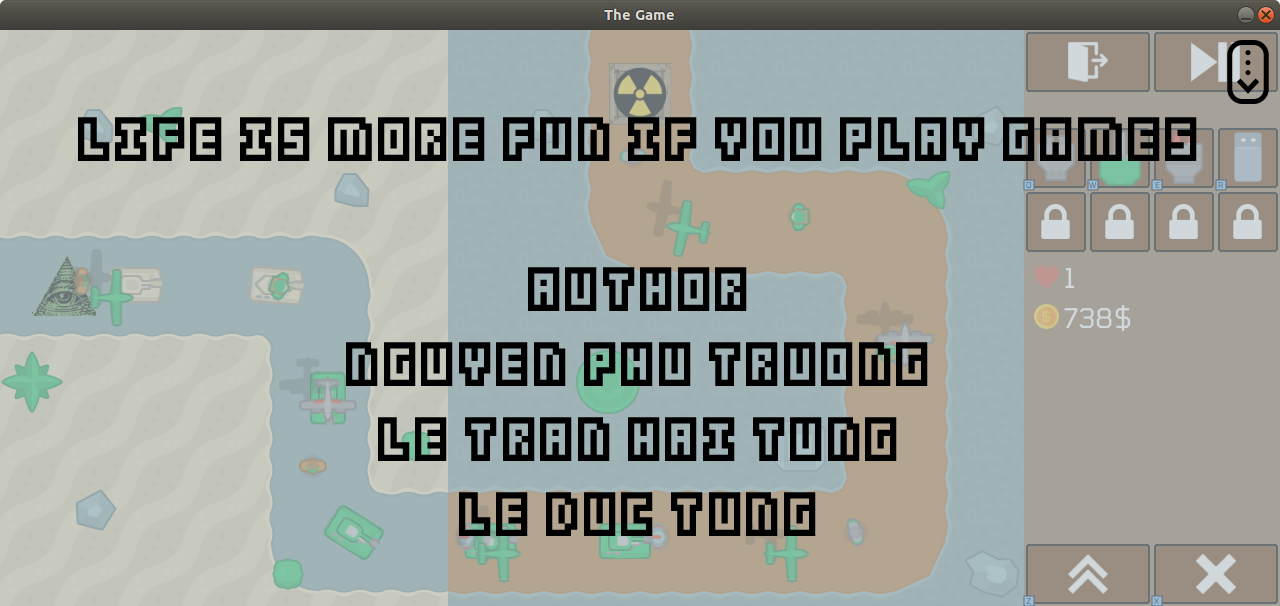 The Game
LIFE IS MORE FUN IF YOU PLAY GAMES
Q W E R
AUTHOR
1
738$
NGUYEN PHU TRUONG
LE TRAN HAI TUNG
LE DUC TUNG
Z X